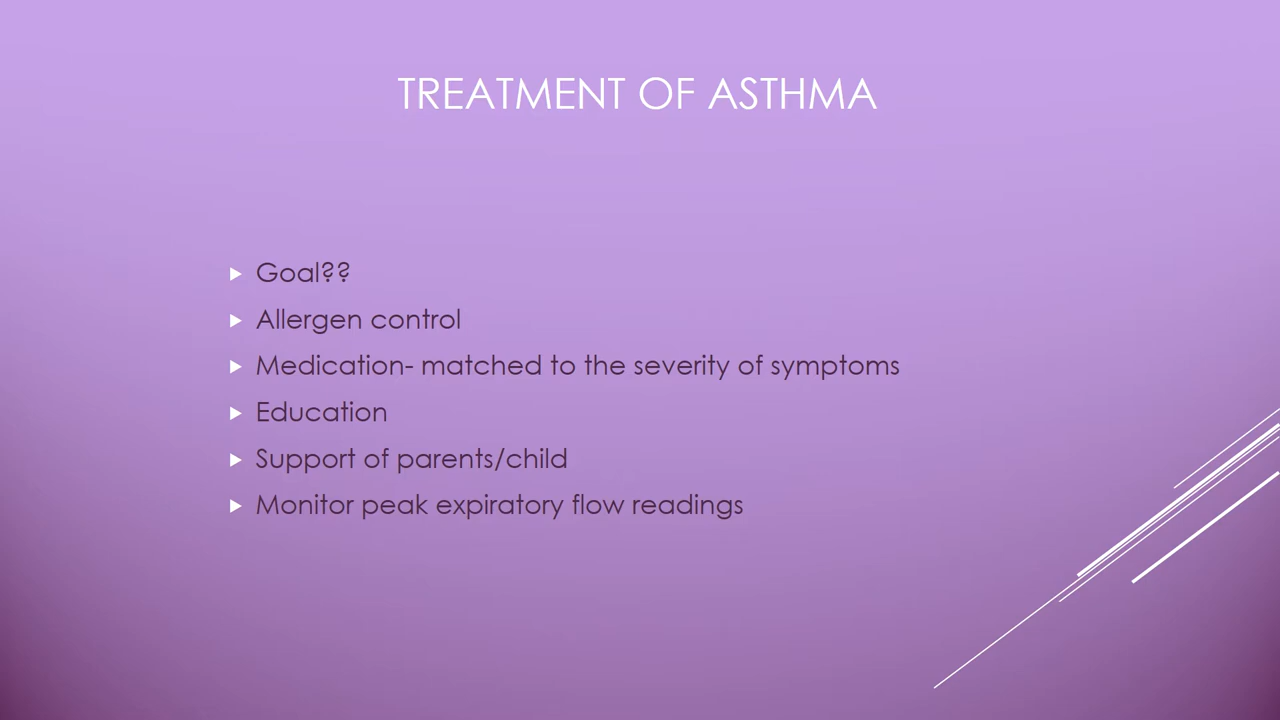 TREATMENT OF ASTHMA
Goal??
Allergen control
Medication- matched to the severity of symptoms
Education
Support of parents/child
Monitor peak expiratory flow readings